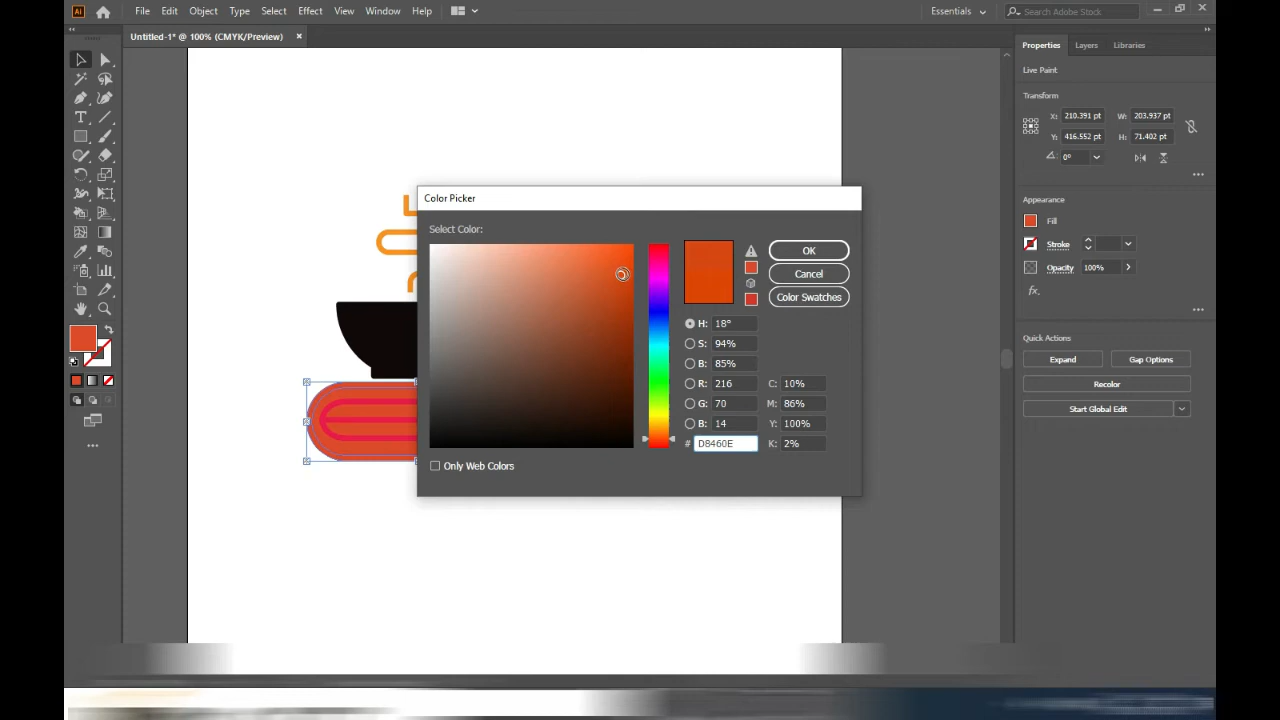 Ai File Edit Object Type Select Effect View Window Help Essentials Search Adobe Stock
Untitled-1* @ 100% (CMYK/Preview) ×
Properties Layers Libraries
Live Paint
Transform
X: 210.391 pt W: 203.937 pt
Y: 416.552 pt H: 71.402 pt
0°
Appearance
Fill
Stroke
Opacity 100%
fx.
Quick Actions
Expand Gap Options
Recolor
Start Global Edit
Color Picker
Select Color:
OK
Cancel
Color Swatches
H: 18°
S: 94%
B: 85%
R: 216 C: 10%
G: 70 M: 86%
B: 14 Y: 100%
# D8460E K: 2%
Only Web Colors